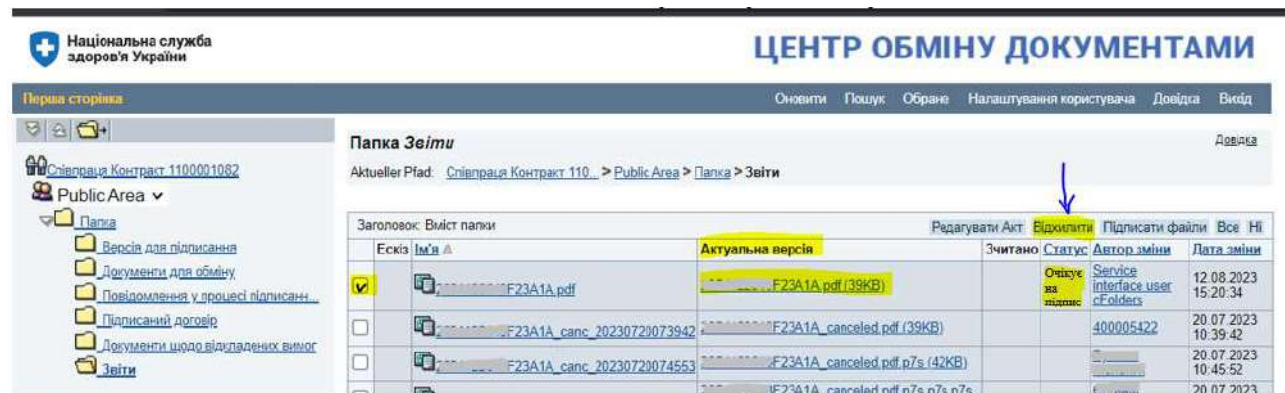 Національна служба
здоров'я України
ЦЕНТР ОБМІНУ ДОКУМЕНТАМИ
Перша сторінка
Оновити Пошук Обране Налаштування користувача Довідка Вихід
Співпраця Контракт 1100001082
Public Area
Папка
Версія для підписання
Документи для обміну
Повідомлення у процесі підписанн...
Підписаний договір
Документи щодо відкладених вимог
Звіти
Папка Звіти
Довідка
Aktueller Pfad: Співпраця Контракт 110... > Public Area > Папка > Звіти
Заголовок: Вміст папки
Редагувати Акт Відхилити Підписати файли Все Ні
Ескіз Ім'я Актуальна версія Зчитано Статус Автор зміни Дата зміни
F23A1A.pdf F23A1A.pdf (39KB) Очікує на підпис Service interface user cFolders 12.08.2023 15:20:34
F23A1A_canc_20230720073942 F23A1A_canceled.pdf (39KB) 400005422 20.07.2023 10:39:42
F23A1A_canc_20230720074553 F23A1A_canceled.pdf.p7s (42KB) 20.07.2023 10:45:52
20.07.2023